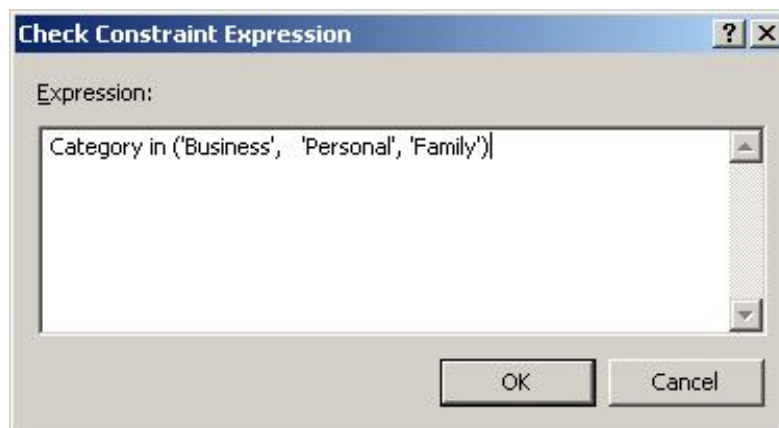 Check Constraint Expression
Expression:
Category in ('Business',   'Personal', 'Family')
OK Cancel